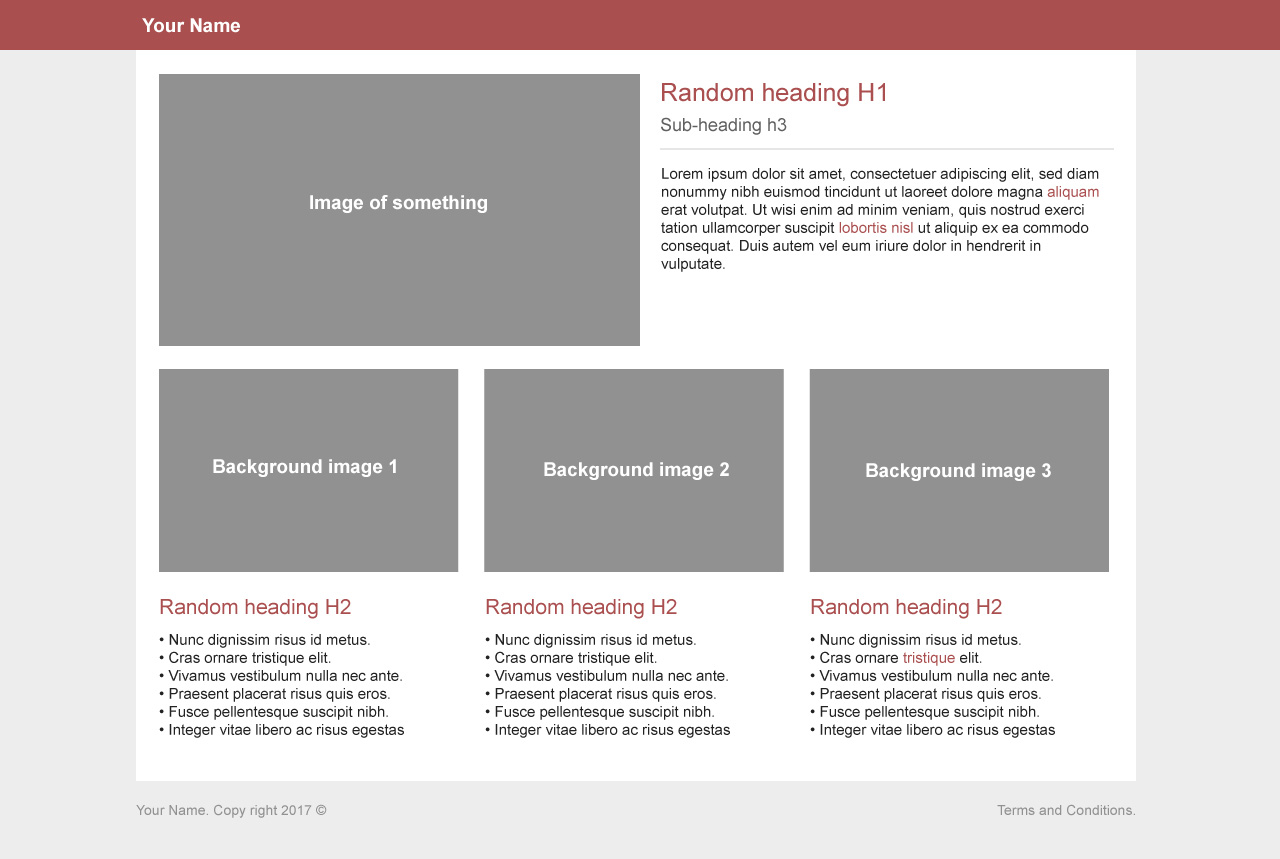 Your Name
Image of something
Random heading H1
Sub-heading h3
Lorem ipsum dolor sit amet, consectetuer adipiscing elit, sed diam
nonummy nibh euismod tincidunt ut laoreet dolore magna aliquam
erat volutpat. Ut wisi enim ad minim veniam, quis nostrud exerci
tation ullamcorper suscipit lobortis nisl ut aliquip ex ea commodo
consequat. Duis autem vel eum iriure dolor in hendrerit in
vulputate.
Background image 1
Background image 2
Background image 3
Random heading H2
• Nunc dignissim risus id metus.
• Cras ornare tristique elit.
• Vivamus vestibulum nulla nec ante.
• Praesent placerat risus quis eros.
• Fusce pellentesque suscipit nibh.
• Integer vitae libero ac risus egestas
Random heading H2
• Nunc dignissim risus id metus.
• Cras ornare tristique elit.
• Vivamus vestibulum nulla nec ante.
• Praesent placerat risus quis eros.
• Fusce pellentesque suscipit nibh.
• Integer vitae libero ac risus egestas
Random heading H2
• Nunc dignissim risus id metus.
• Cras ornare tristique elit.
• Vivamus vestibulum nulla nec ante.
• Praesent placerat risus quis eros.
• Fusce pellentesque suscipit nibh.
• Integer vitae libero ac risus egestas
Your Name. Copy right 2017 ©
Terms and Conditions.